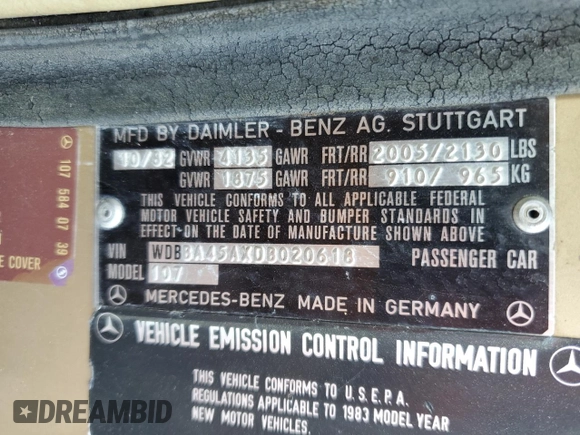 MFD BY DAIMLER - BENZ AG. STUTTGART
10/82 GVWR 4135 GAWR FRT/RR 2005/2130 LBS
GVWR 1875 GAWR FRT/RR 910/ 965 KG
THIS VEHICLE CONFORMS TO ALL APPLICABLE FEDERAL
MOTOR VEHICLE SAFETY AND BUMPER STANDARDS IN
EFFECT ON THE DATE OF MANUFACTURE SHOWN ABOVE
VIN WDBBA45AXDB020618 PASSENGER CAR
MODEL 107
MERCEDES-BENZ MADE IN GERMANY
107 584 07 39
E COVER
VEHICLE EMISSION CONTROL INFORMATION
THIS VEHICLE CONFORMS TO U.S.E.P.A.
REGULATIONS APPLICABLE TO 1983 MODEL YEAR
NEW MOTOR VEHICLES.
DREAMBID